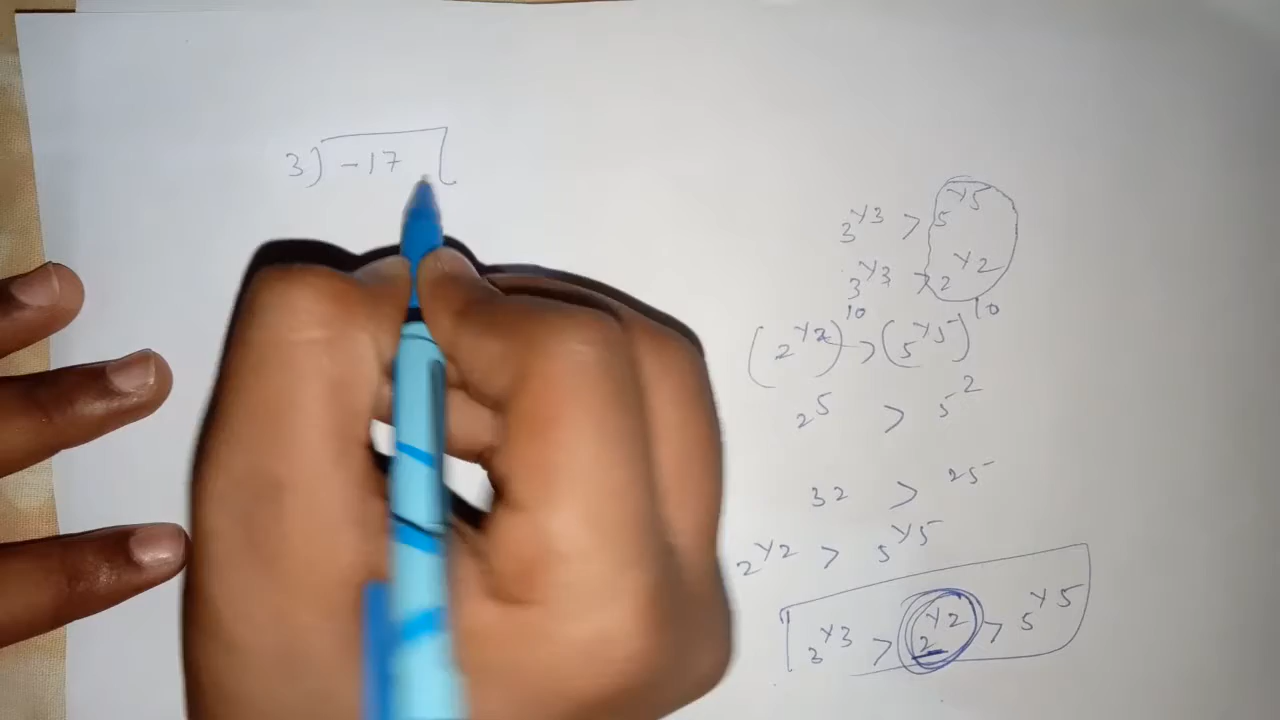 3) -17
3^1/3 > 5^1/5
3^1/3 > 2^1/2
(2^1/2)^10 > (5^1/5)^10
2^5 > 5^2
32 > 25
2^1/2 > 5^1/5
3^1/3 > 2^1/2 > 5^1/5